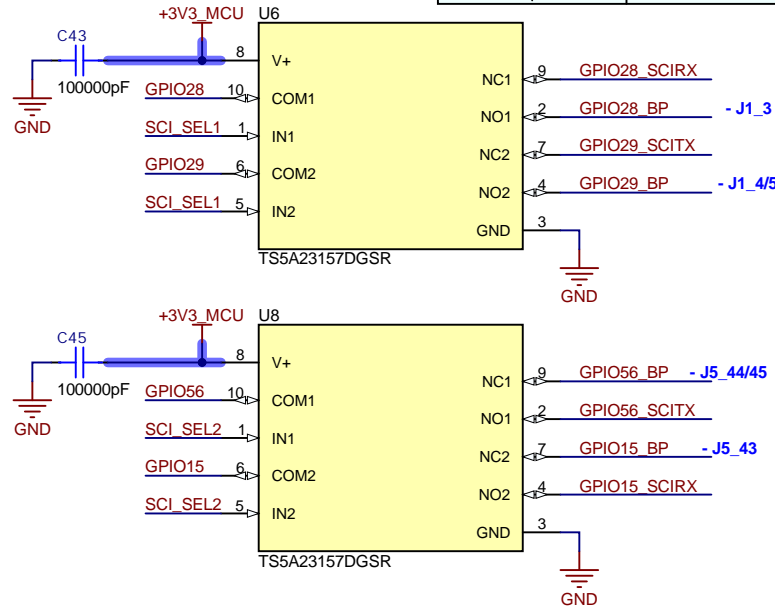 +3V3_MCU
U6
C43
100000pF
GND
8
V+
GPIO28
10
COM1
SCI_SEL1
1
IN1
GPIO29
6
COM2
SCI_SEL1
5
IN2
NC1
9
GPIO28_SCIRX
NO1
2
GPIO28_BP
- J1_3
NC2
7
GPIO29_SCITX
NO2
4
GPIO29_BP
- J1_4/5
GND
3
GND
TS5A23157DGSR
+3V3_MCU
U8
C45
100000pF
GND
8
V+
GPIO56
10
COM1
SCI_SEL2
1
IN1
GPIO15
6
COM2
SCI_SEL2
5
IN2
NC1
9
GPIO56_BP
- J5_44/45
NO1
2
GPIO56_SCITX
NC2
7
GPIO15_BP
- J5_43
NO2
4
GPIO15_SCIRX
GND
3
GND
TS5A23157DGSR